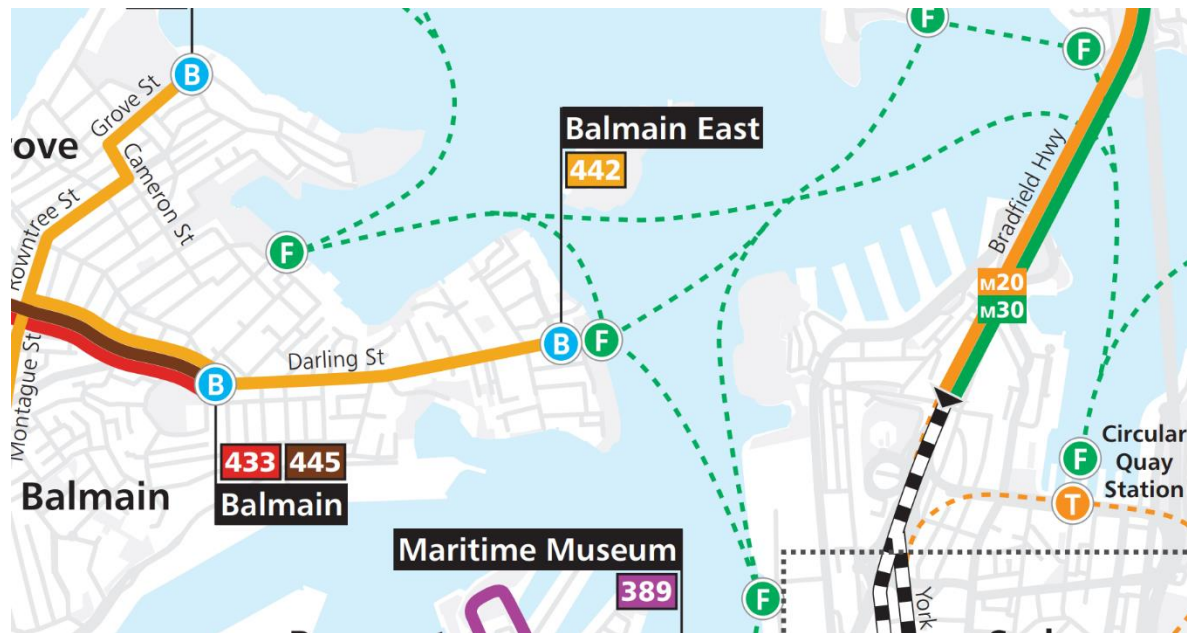 B
F
F
Grove St
ove
Cameron St
Balmain East
442
Bradfield Hwy
Rowntree St
F
M20
M30
Montague St
Darling St
B
F
B
433
445
Balmain
Balmain
Circular
Quay
Station
F
T
Maritime Museum
389
F
York